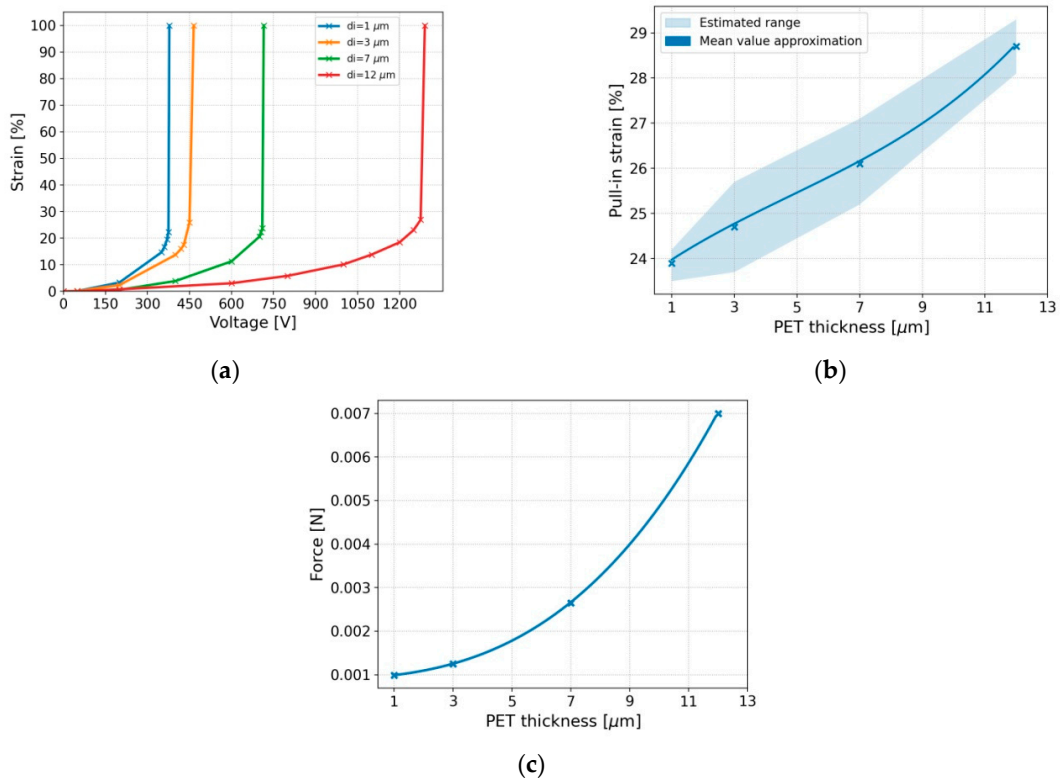 100
90
80
70
60
50
40
30
20
10
0
Strain [%]
di=1 μm
di=3 μm
di=7 μm
di=12 μm
0 150 300 450 600 750 900 1050 1200
Voltage [V]
(a)
29
28
27
26
25
24
Pull-in strain [%]
Estimated range
Mean value approximation
1 3 5 7 9 11 13
PET thickness [μm]
(b)
0.007
0.006
0.005
0.004
0.003
0.002
0.001
Force [N]
1 3 5 7 9 11 13
PET thickness [μm]
(c)